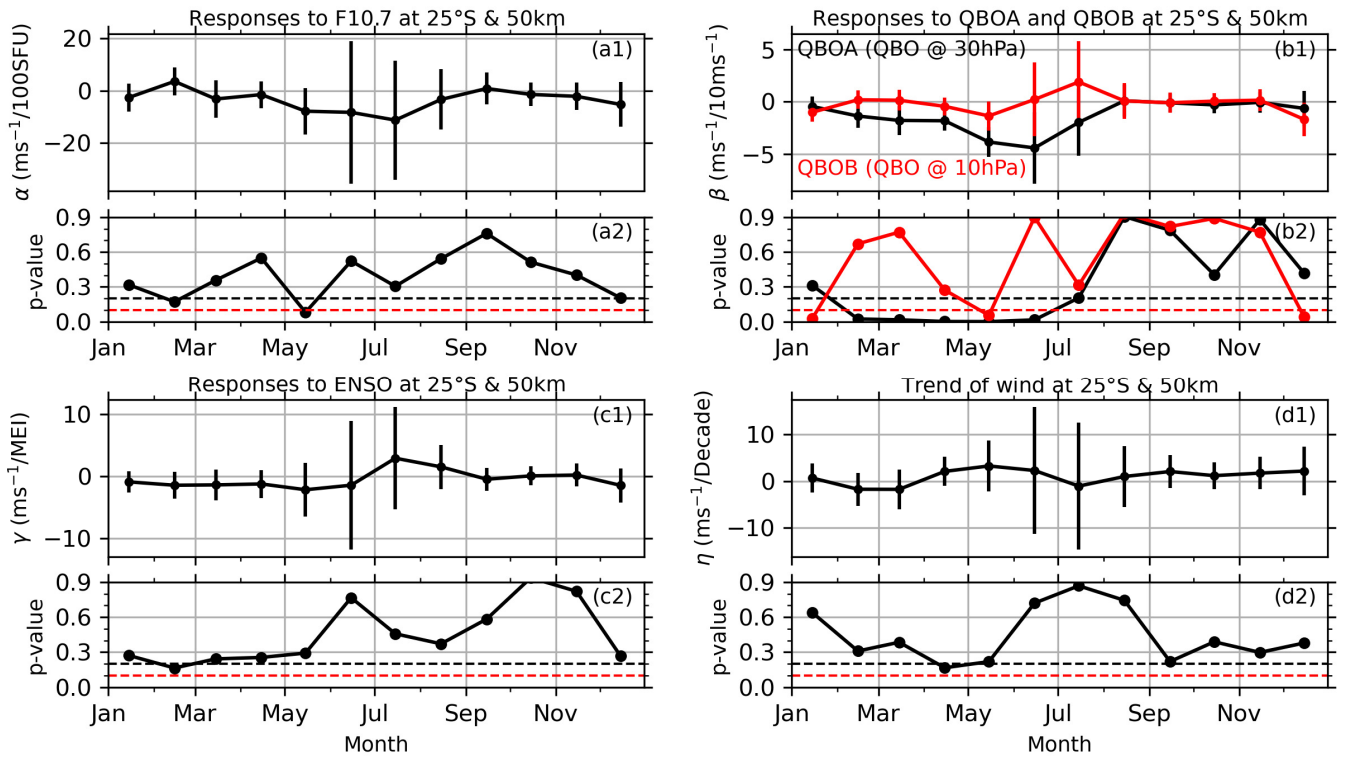 Responses to F10.7 at 25°S & 50km
20
0
−20
α (ms⁻¹/100SFU)
(a1)
0.9
0.6
0.3
0.0
p-value
(a2)
Jan Mar May Jul Sep Nov
Responses to QBOA and QBOB at 25°S & 50km
5
0
−5
β (ms⁻¹/10ms⁻¹)
QBOA (QBO @ 30hPa)
(b1)
QBOB (QBO @ 10hPa)
0.9
0.6
0.3
0.0
p-value
(b2)
Jan Mar May Jul Sep Nov
Responses to ENSO at 25°S & 50km
10
0
−10
γ (ms⁻¹/MEI)
(c1)
0.9
0.6
0.3
0.0
p-value
(c2)
Jan Mar May Jul Sep Nov
Month
Trend of wind at 25°S & 50km
10
0
−10
η (ms⁻¹/Decade)
(d1)
0.9
0.6
0.3
0.0
p-value
(d2)
Jan Mar May Jul Sep Nov
Month